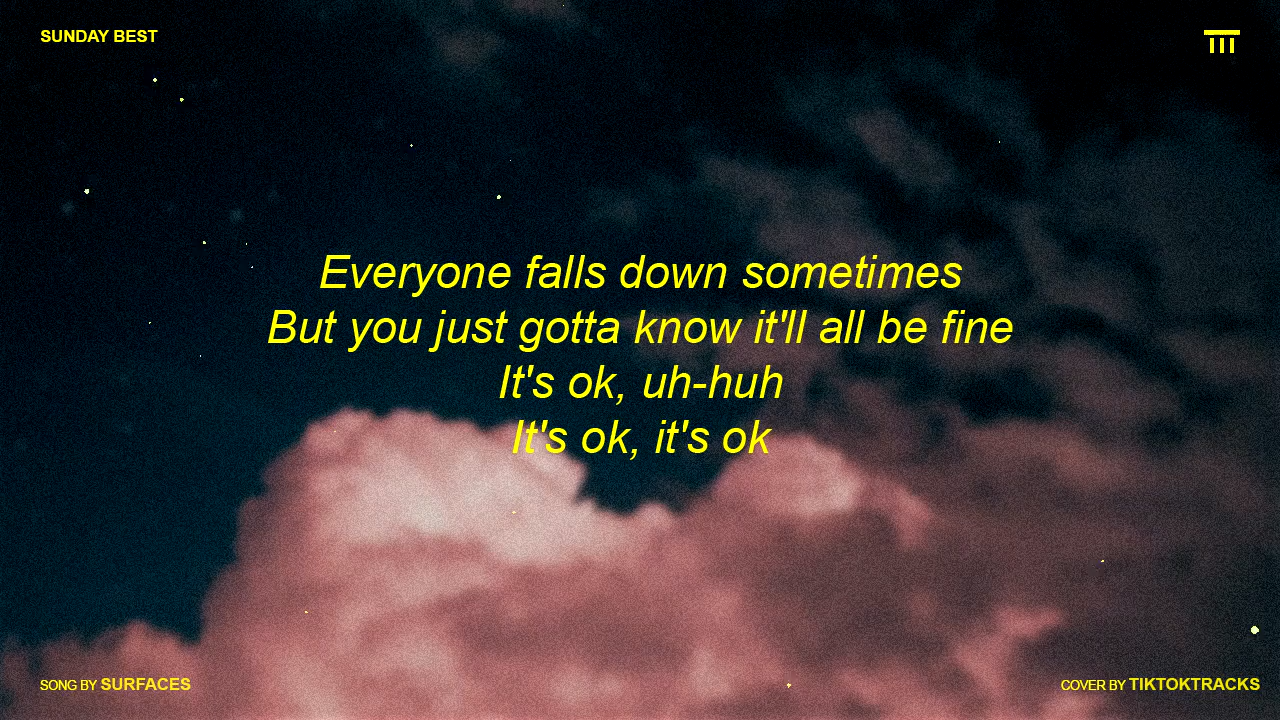 SUNDAY BEST
Everyone falls down sometimes
But you just gotta know it'll all be fine
It's ok, uh-huh
It's ok, it's ok
SONG BY SURFACES
COVER BY TIKTOKTRACKS